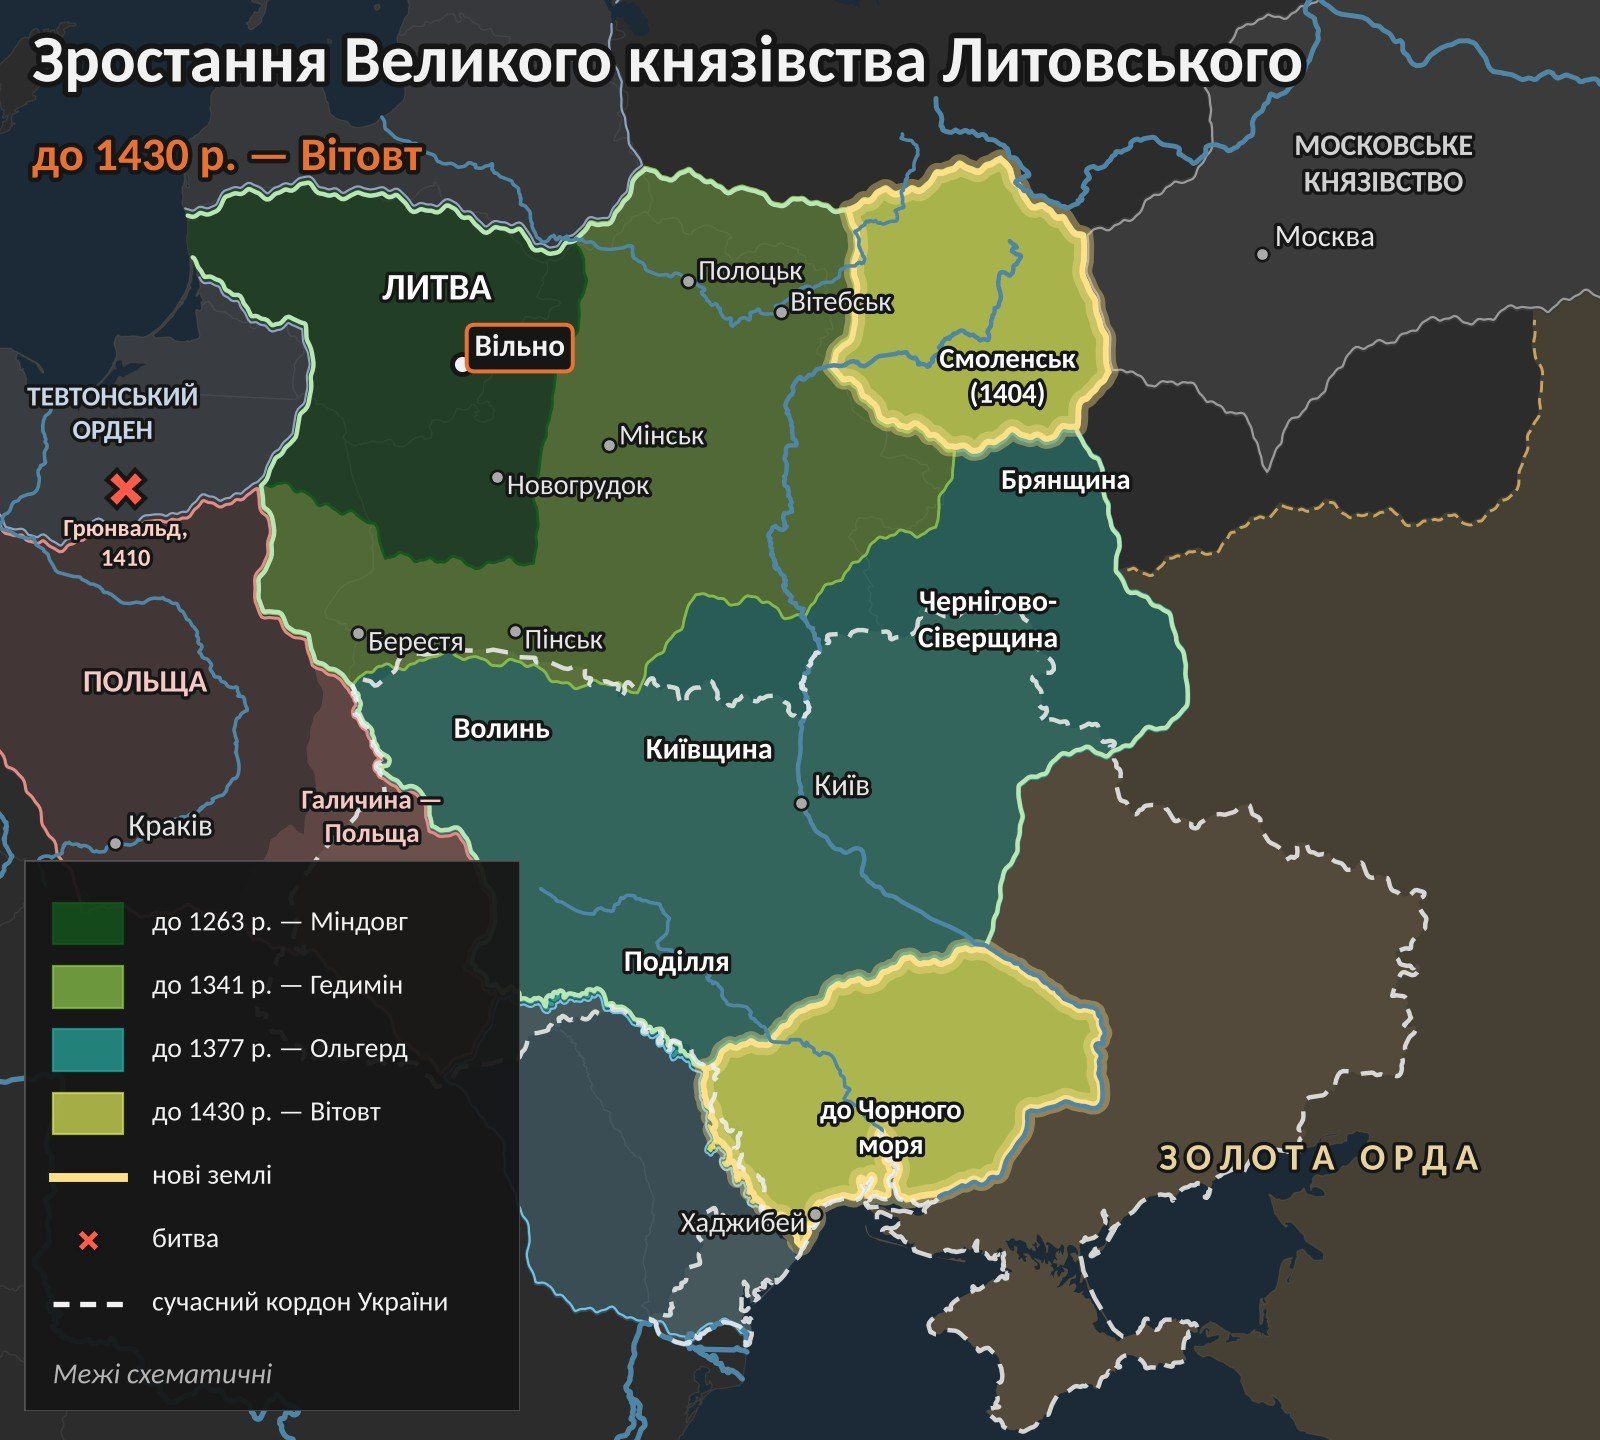 Зростання Великого князівства Литовського
до 1430 р. — Вітовт
МОСКОВСЬКЕ
КНЯЗІВСТВО
Москва
ЛИТВА
Полоцьк
Вітебськ
Вільно
Смоленськ
(1404)
ТЕВТОНСЬКИЙ
ОРДЕН
Мінськ
Новогрудок
Брянщина
Грюнвальд,
1410
Чернігово-
Сіверщина
Берестя
Пінськ
ПОЛЬЩА
Волинь
Київщина
Київ
Галичина —
Польща
Краків
Поділля
до Чорного
моря
ЗОЛОТА ОРДА
Хаджибей
до 1263 р. — Міндовг
до 1341 р. — Гедимін
до 1377 р. — Ольгерд
до 1430 р. — Вітовт
нові землі
битва
сучасний кордон України
Межі схематичні